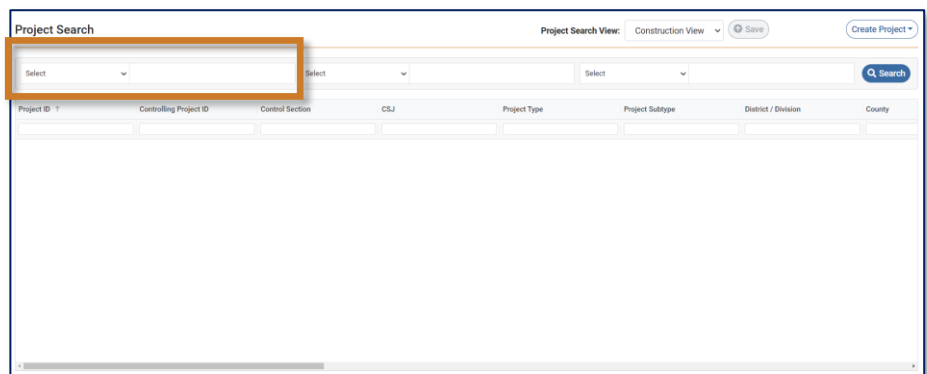 Project Search Project Search View: Construction View Save Create Project
Select Select Select Search
Project ID ↑ Controlling Project ID Control Section CSJ Project Type Project Subtype District / Division County